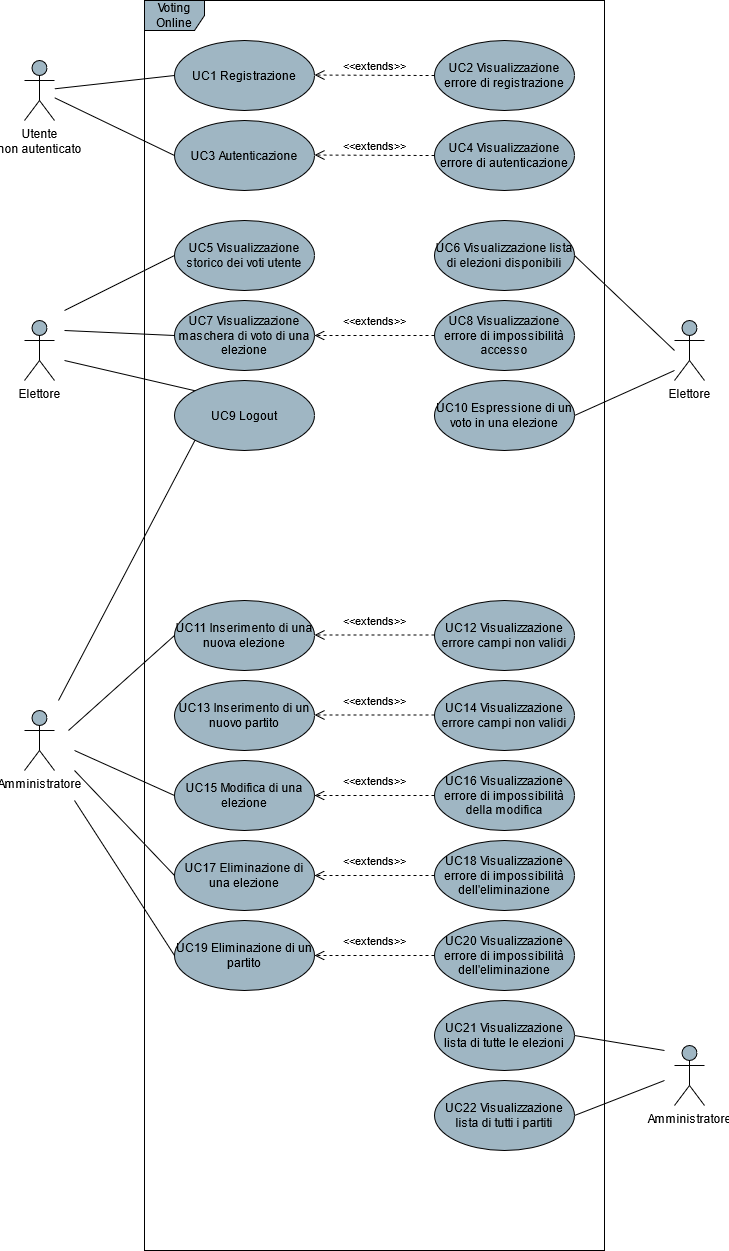 Voting
Online
UC1 Registrazione
<<extends>>
UC2 Visualizzazione
errore di registrazione
Utente
non autenticato
UC3 Autenticazione
<<extends>>
UC4 Visualizzazione
errore di autenticazione
UC5 Visualizzazione
storico dei voti utente
UC6 Visualizzazione lista
di elezioni disponibili
UC7 Visualizzazione
maschera di voto di una
elezione
<<extends>>
UC8 Visualizzazione
errore di impossibilità
accesso
Elettore
Elettore
UC9 Logout
UC10 Espressione di un
voto in una elezione
UC11 Inserimento di una
nuova elezione
<<extends>>
UC12 Visualizzazione
errore campi non validi
UC13 Inserimento di un
nuovo partito
<<extends>>
UC14 Visualizzazione
errore campi non validi
Amministratore
UC15 Modifica di una
elezione
<<extends>>
UC16 Visualizzazione
errore di impossibilità
della modifica
UC17 Eliminazione di
una elezione
<<extends>>
UC18 Visualizzazione
errore di impossibilità
dell'eliminazione
UC19 Eliminazione di un
partito
<<extends>>
UC20 Visualizzazione
errore di impossibilità
dell'eliminazione
UC21 Visualizzazione
lista di tutte le elezioni
UC22 Visualizzazione
lista di tutti i partiti
Amministratore